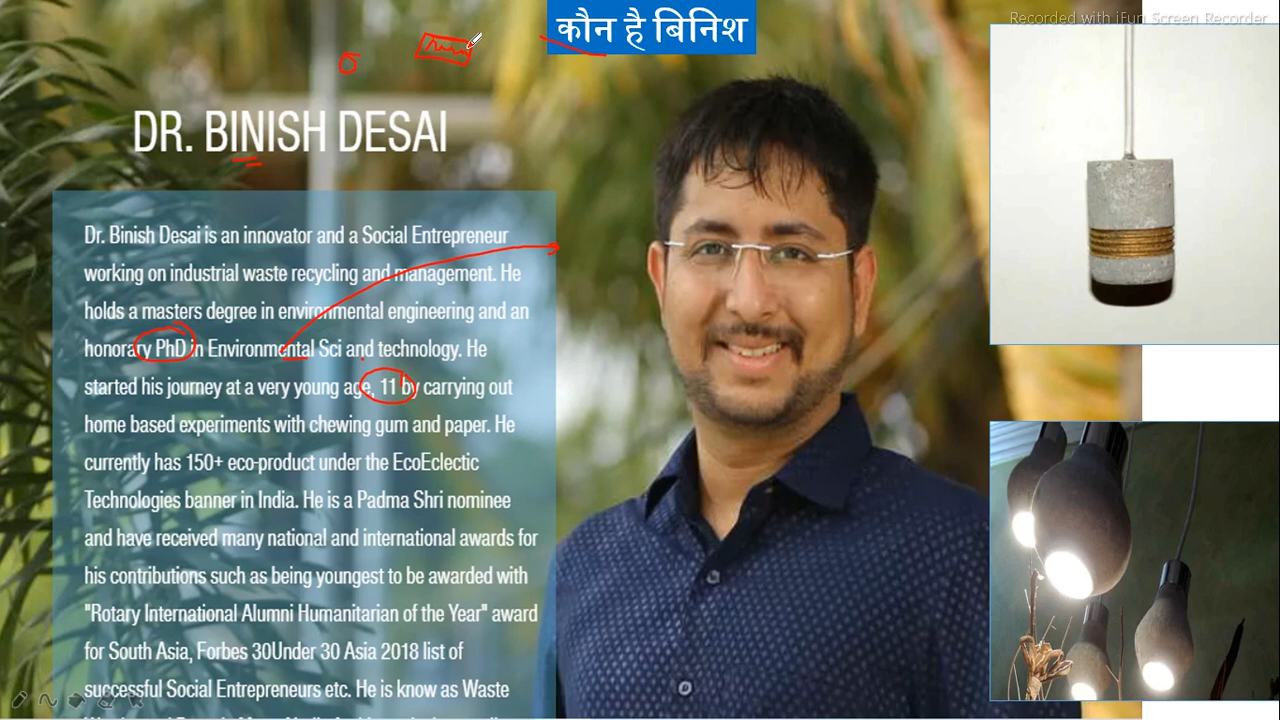 कौन है बिनिश
Recorded with iFun Screen Recorder
DR. BINISH DESAI
Dr. Binish Desai is an innovator and a Social Entrepreneur
working on industrial waste recycling and management. He
holds a masters degree in environmental engineering and an
honorary PhD in Environmental Sci and technology. He
started his journey at a very young age, 11 by carrying out
home based experiments with chewing gum and paper. He
currently has 150+ eco-product under the EcoEclectic
Technologies banner in India. He is a Padma Shri nominee
and have received many national and international awards for
his contributions such as being youngest to be awarded with
"Rotary International Alumni Humanitarian of the Year" award
for South Asia, Forbes 30Under 30 Asia 2018 list of
successful Social Entrepreneurs etc. He is know as Waste